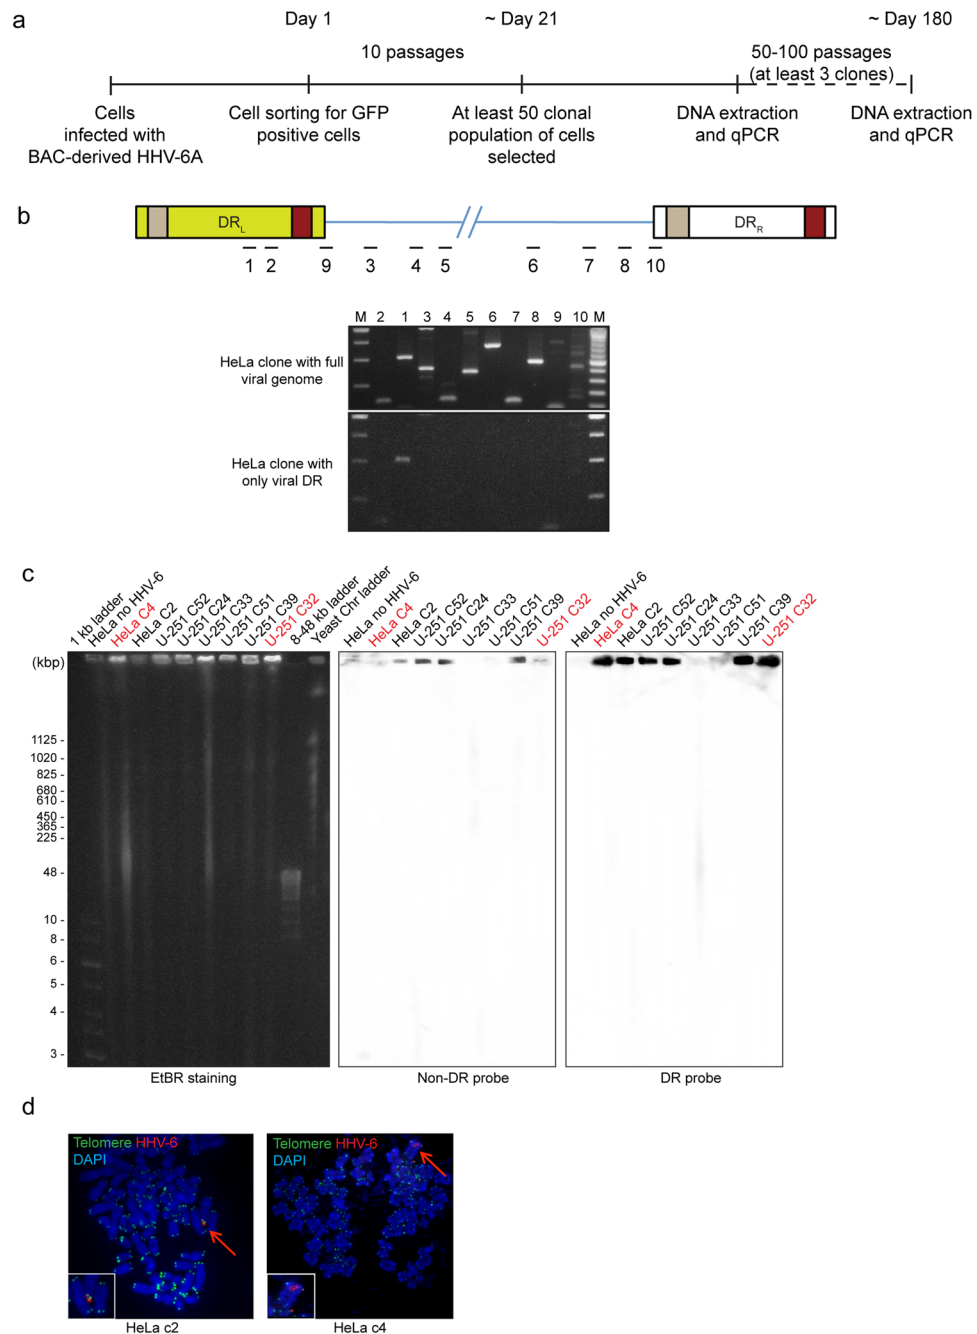 a
Day 1
~ Day 21
~ Day 180
10 passages
50-100 passages
(at least 3 clones)
Cells
infected with
BAC-derived HHV-6A
Cell sorting for GFP
positive cells
At least 50 clonal
population of cells
selected
DNA extraction
and qPCR
DNA extraction
and qPCR
b
DRL
DRR
1 2 9 3 4 5 6 7 8 10
M 2 1 3 4 5 6 7 8 9 10 M
HeLa clone with full
viral genome
HeLa clone with
only viral DR
c
1 kb ladder
HeLa no HHV-6
HeLa C4
HeLa C2
U-251 C52
U-251 C24
U-251 C33
U-251 C51
U-251 C39
U-251 C32
8-48 kb ladder
Yeast Chr ladder
HeLa no HHV-6
HeLa C4
HeLa C2
U-251 C52
U-251 C24
U-251 C33
U-251 C51
U-251 C39
U-251 C32
HeLa no HHV-6
HeLa C4
HeLa C2
U-251 C52
U-251 C24
U-251 C33
U-251 C51
U-251 C39
U-251 C32
(kbp)
1125 -
1020 -
825 -
680 -
610 -
450 -
365 -
225 -
48 -
10 -
8 -
6 -
5 -
4 -
3 -
EtBR staining
Non-DR probe
DR probe
d
Telomere HHV-6
DAPI
Telomere HHV-6
DAPI
HeLa c2
HeLa c4